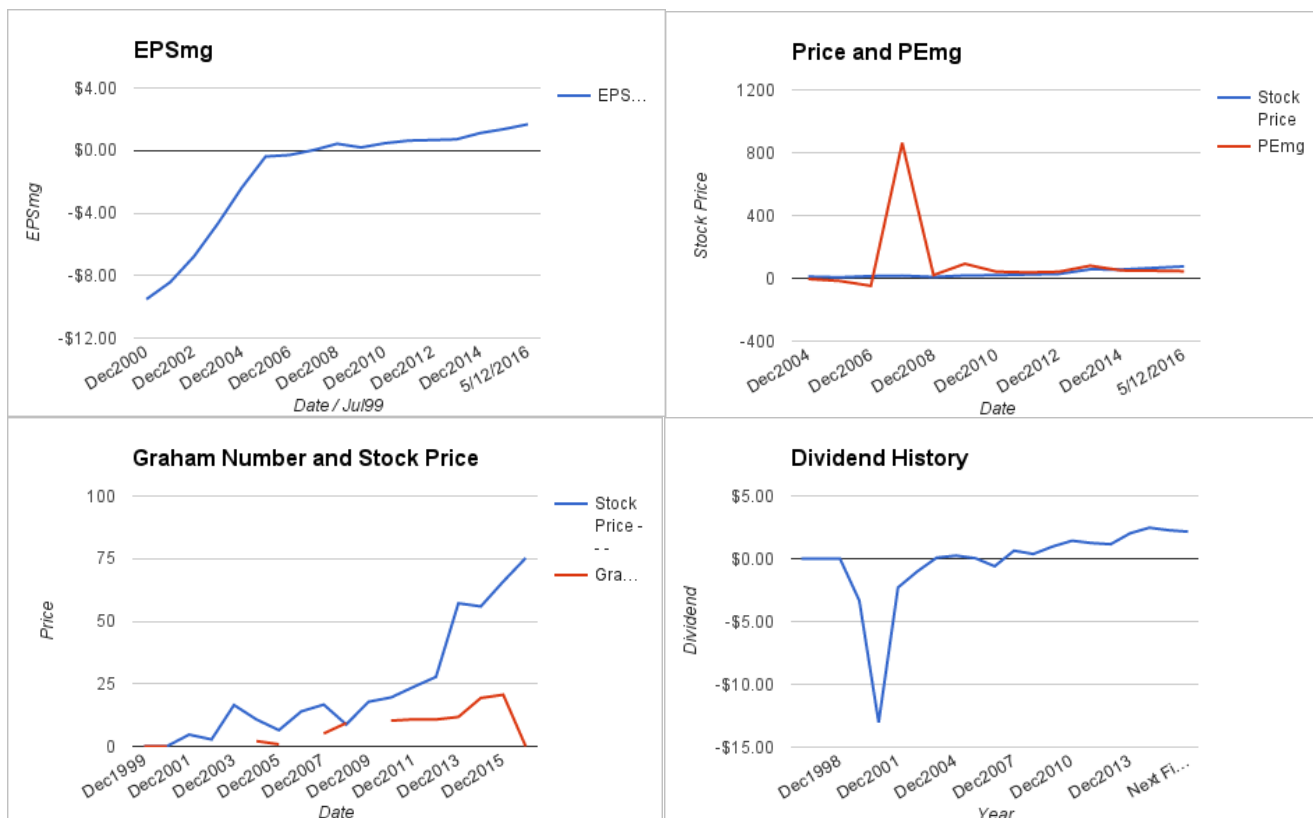 EPSmg
$4.00
$0.00
-$4.00
-$8.00
-$12.00
EPSmg
EPS...
Dec2000
Dec2002
Dec2004
Dec2006
Dec2008
Dec2010
Dec2012
Dec2014
5/12/2016
Date / Jul99
Price and PEmg
1200
800
400
0
-400
Stock Price
Stock
Price
PEmg
Dec2004
Dec2006
Dec2008
Dec2010
Dec2012
Dec2014
5/12/2016
Date
Graham Number and Stock Price
100
75
50
25
0
Price
Stock
Price -
- -
Gra...
Dec1999
Dec2001
Dec2003
Dec2005
Dec2007
Dec2009
Dec2011
Dec2013
Dec2015
Date
Dividend History
$5.00
$0.00
-$5.00
-$10.00
-$15.00
Dividend
Dec1998
Dec2001
Dec2004
Dec2007
Dec2010
Dec2013
Next Fi...
Year